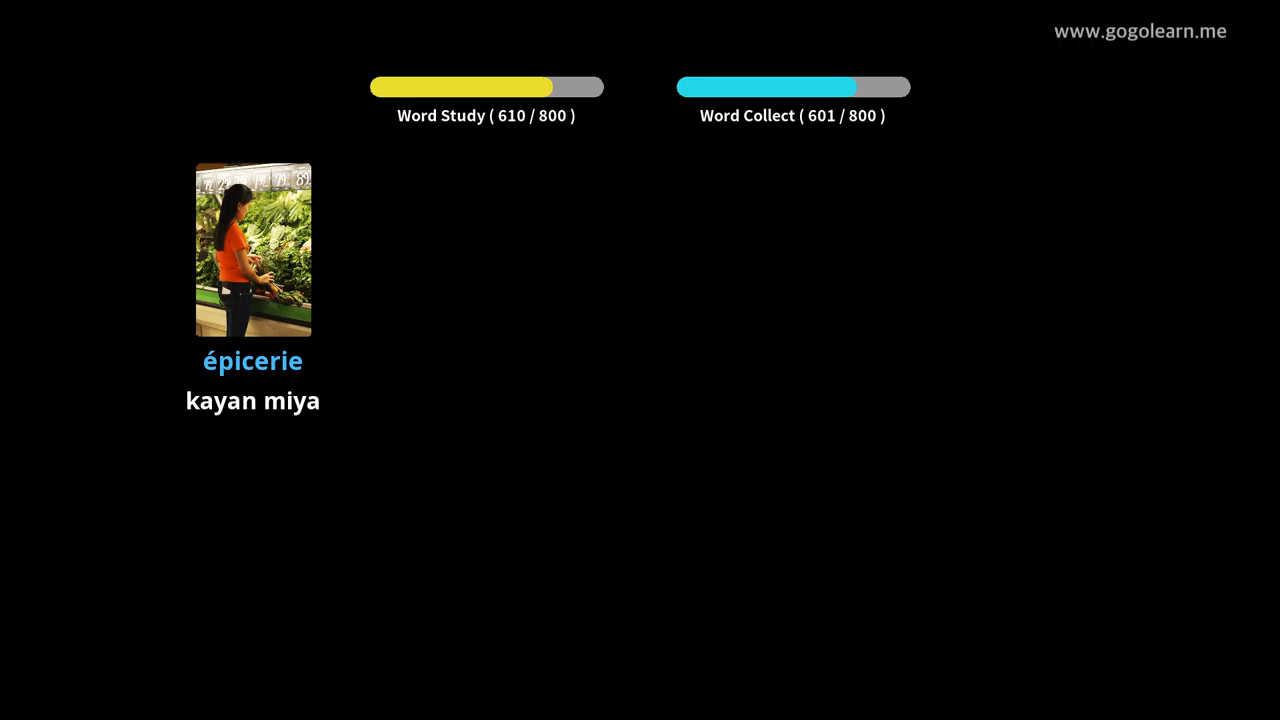 www.gogolearn.me
Word Study ( 610 / 800 )
Word Collect ( 601 / 800 )
épicerie
kayan miya